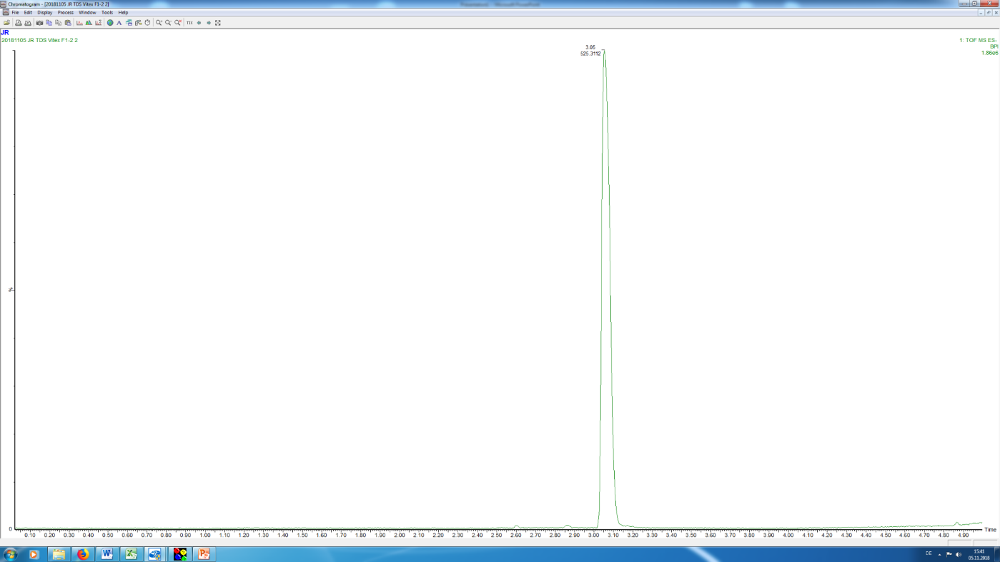 Chromatogram - [20181105 JR TDS Vitex F1-2 2]
File Edit Display Process Window Tools Help
TIC
JR
20181105 JR TDS Vitex F1-2 2
1: TOF MS ES-
BPI
1.86e6
3.05
525.3112
%
0
0.10 0.20 0.30 0.40 0.50 0.60 0.70 0.80 0.90 1.00 1.10 1.20 1.30 1.40 1.50 1.60 1.70 1.80 1.90 2.00 2.10 2.20 2.30 2.40 2.50 2.60 2.70 2.80 2.90 3.00 3.10 3.20 3.30 3.40 3.50 3.60 3.70 3.80 3.90 4.00 4.10 4.20 4.30 4.40 4.50 4.60 4.70 4.80 4.90 Time
DE
15:41
05.11.2018